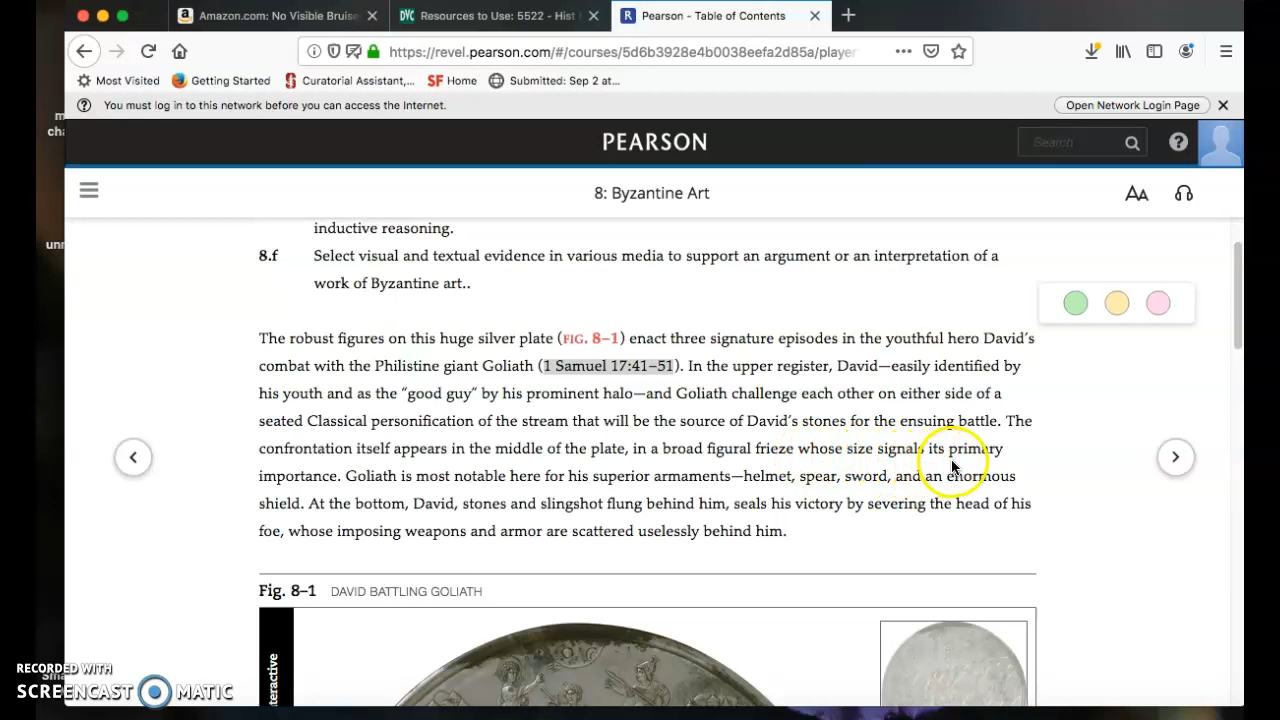 Amazon.com: No Visible Bruise
DVC Resources to Use: 5522 - Hist
R Pearson - Table of Contents
https://revel.pearson.com/#/courses/5d6b3928e4b0038eefa2d85a/player
Most Visited Getting Started Curatorial Assistant,... SF Home Submitted: Sep 2 at...
You must log in to this network before you can access the Internet. Open Network Login Page
PEARSON Search
8: Byzantine Art AA
inductive reasoning.
8.f Select visual and textual evidence in various media to support an argument or an interpretation of a
work of Byzantine art..
The robust figures on this huge silver plate (FIG. 8–1) enact three signature episodes in the youthful hero David's
combat with the Philistine giant Goliath (1 Samuel 17:41–51). In the upper register, David—easily identified by
his youth and as the “good guy” by his prominent halo—and Goliath challenge each other on either side of a
seated Classical personification of the stream that will be the source of David's stones for the ensuing battle. The
confrontation itself appears in the middle of the plate, in a broad figural frieze whose size signals its primary
importance. Goliath is most notable here for his superior armaments—helmet, spear, sword, and an enormous
shield. At the bottom, David, stones and slingshot flung behind him, seals his victory by severing the head of his
foe, whose imposing weapons and armor are scattered uselessly behind him.
Fig. 8–1 DAVID BATTLING GOLIATH
RECORDED WITH
SCREENCAST MATIC